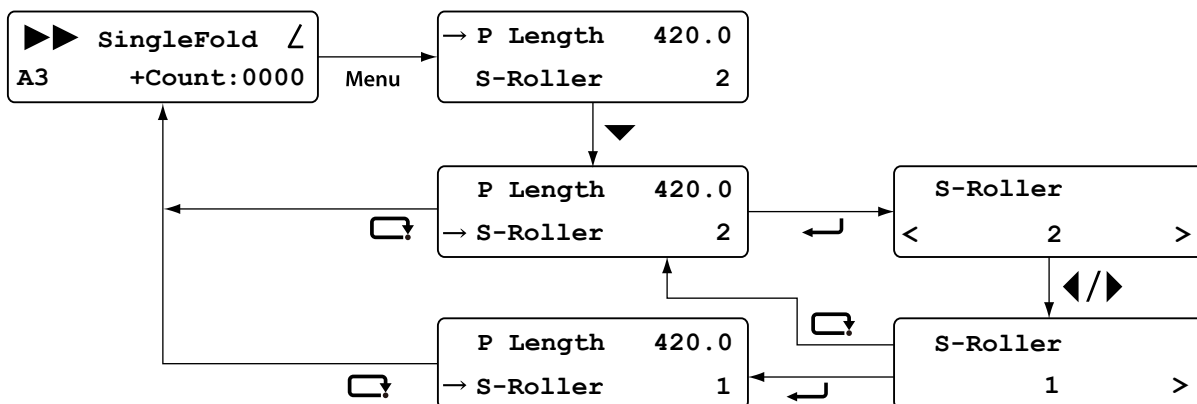 ▶▶ SingleFold ∠
A3 +Count:0000
Menu
→ P Length 420.0
S-Roller 2
P Length 420.0
→ S-Roller 2
S-Roller
< 2 >
/
P Length 420.0
→ S-Roller 1
S-Roller
1 >